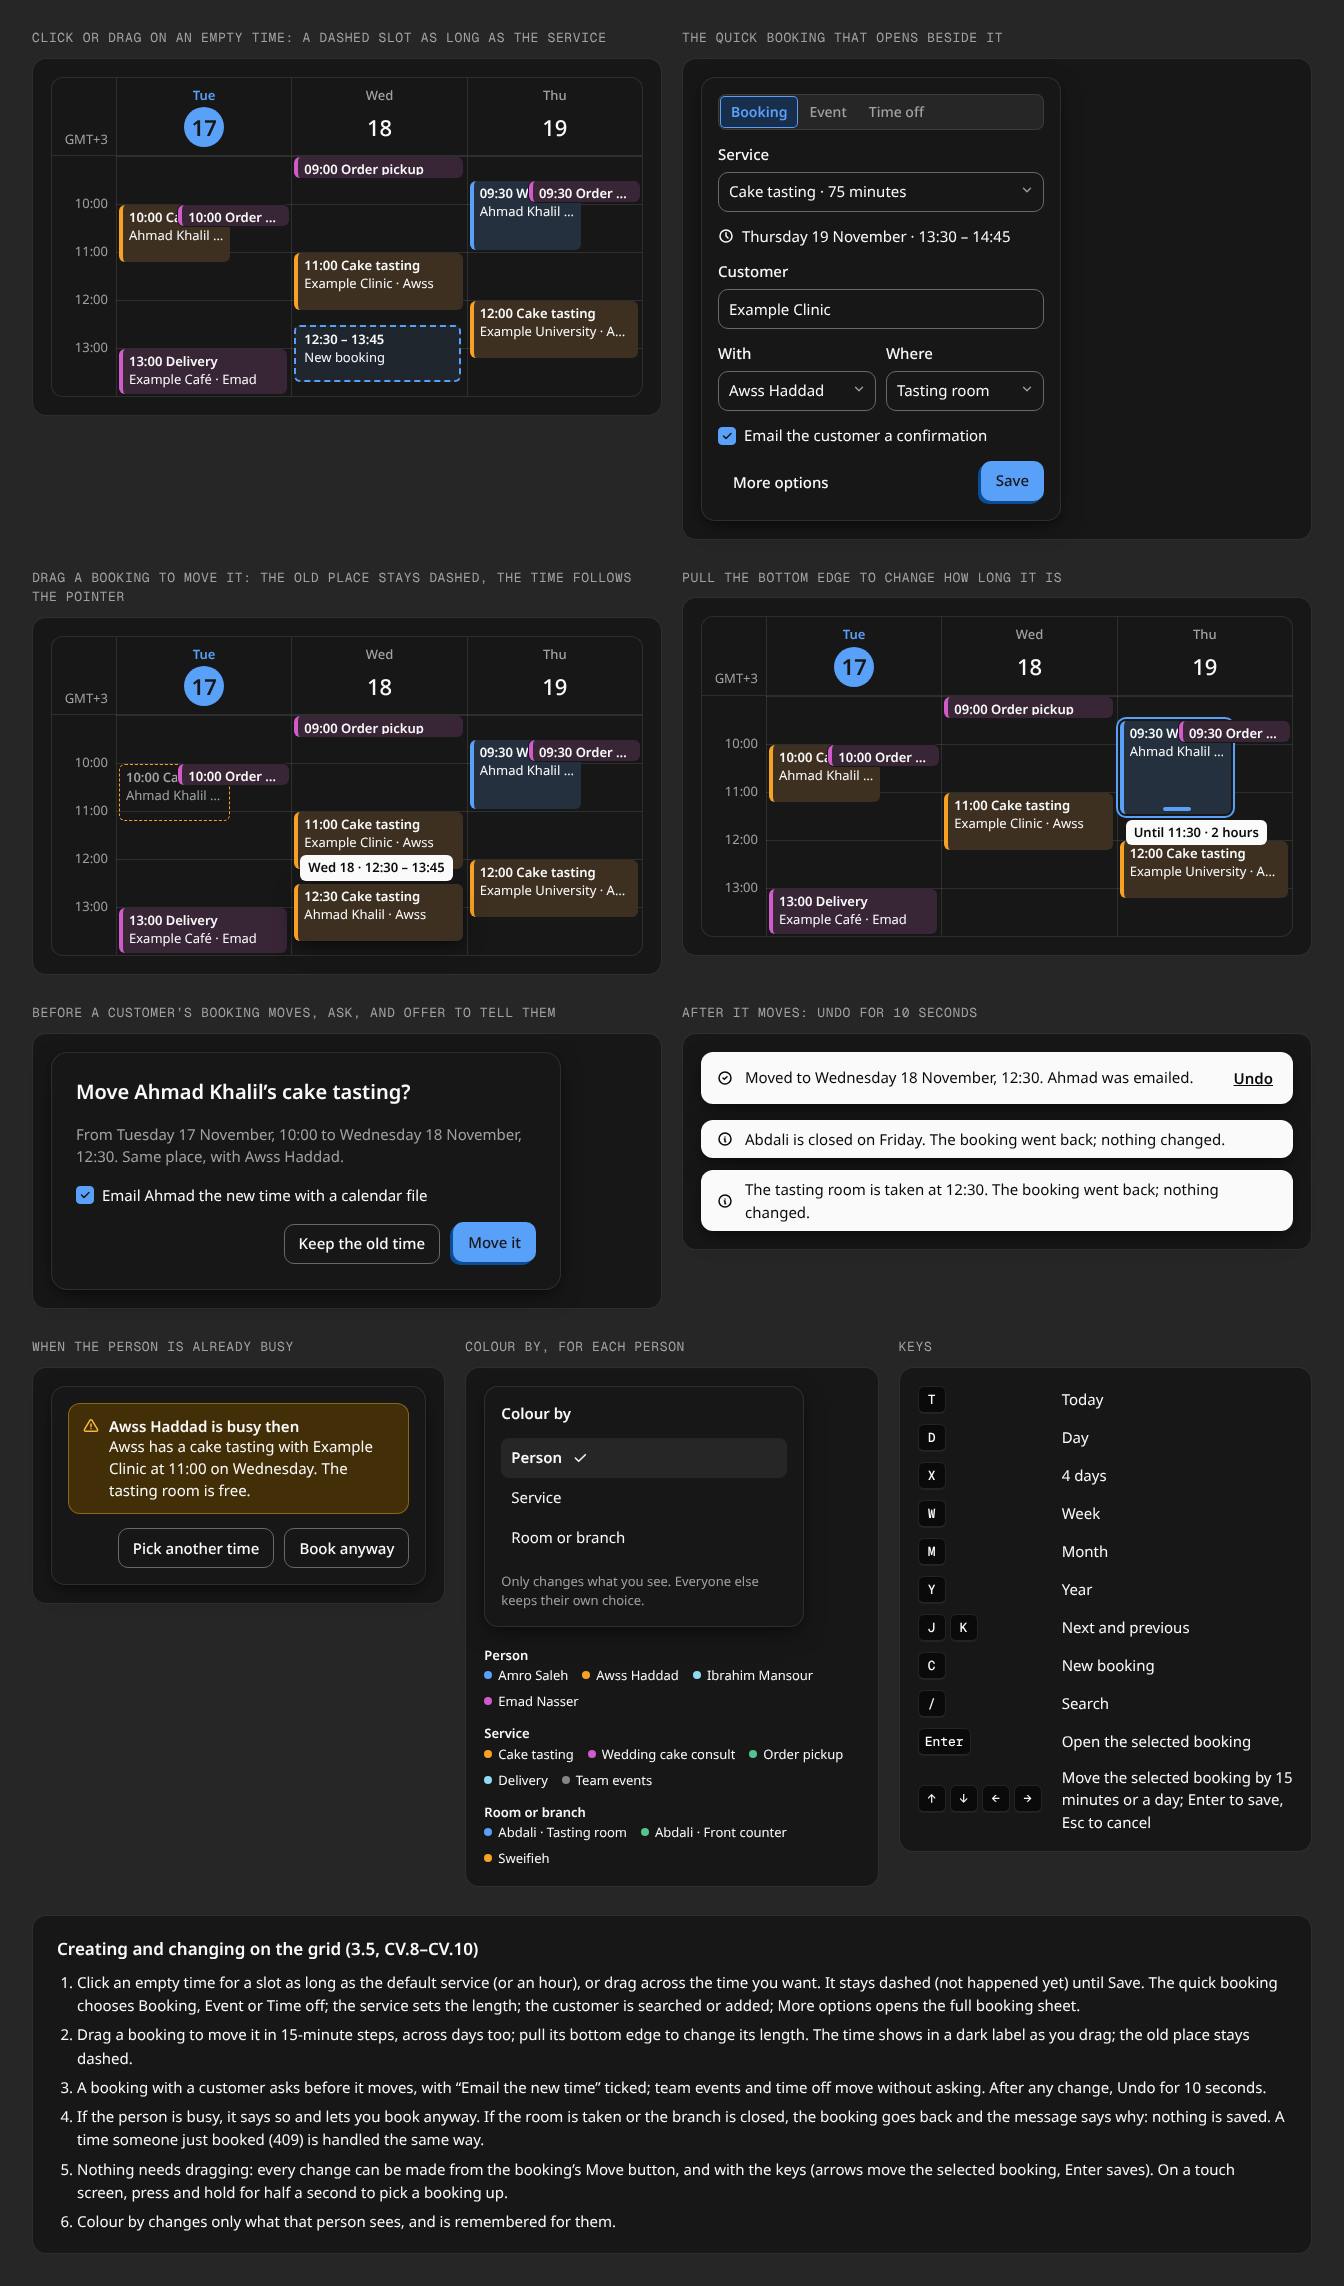 CLICK OR DRAG ON AN EMPTY TIME: A DASHED SLOT AS LONG AS THE SERVICE
GMT+3
Tue
17
Wed
18
Thu
19
10:00
11:00
12:00
13:00
10:00 Ca
Ahmad Khalil ...
10:00 Order ...
13:00 Delivery
Example Café · Emad
09:00 Order pickup
11:00 Cake tasting
Example Clinic · Awss
12:30 – 13:45
New booking
09:30 W
Ahmad Khalil ...
09:30 Order ...
12:00 Cake tasting
Example University · A...
THE QUICK BOOKING THAT OPENS BESIDE IT
Booking
Event
Time off
Service
Cake tasting · 75 minutes
Thursday 19 November · 13:30 – 14:45
Customer
Example Clinic
With
Where
Awss Haddad
Tasting room
Email the customer a confirmation
More options
Save
DRAG A BOOKING TO MOVE IT: THE OLD PLACE STAYS DASHED, THE TIME FOLLOWS
THE POINTER
GMT+3
Tue
17
Wed
18
Thu
19
10:00
11:00
12:00
13:00
10:00 Ca
Ahmad Khalil ...
10:00 Order ...
13:00 Delivery
Example Café · Emad
09:00 Order pickup
11:00 Cake tasting
Example Clinic · Awss
Wed 18 · 12:30 – 13:45
12:30 Cake tasting
Ahmad Khalil · Awss
09:30 W
Ahmad Khalil ...
09:30 Order ...
12:00 Cake tasting
Example University · A...
PULL THE BOTTOM EDGE TO CHANGE HOW LONG IT IS
GMT+3
Tue
17
Wed
18
Thu
19
10:00
11:00
12:00
13:00
10:00 Ca
Ahmad Khalil ...
10:00 Order ...
13:00 Delivery
Example Café · Emad
09:00 Order pickup
11:00 Cake tasting
Example Clinic · Awss
09:30 W
Ahmad Khalil ...
09:30 Order ...
Until 11:30 · 2 hours
12:00 Cake tasting
Example University · A...
BEFORE A CUSTOMER’S BOOKING MOVES, ASK, AND OFFER TO TELL THEM
Move Ahmad Khalil’s cake tasting?
From Tuesday 17 November, 10:00 to Wednesday 18 November,
12:30. Same place, with Awss Haddad.
Email Ahmad the new time with a calendar file
Keep the old time
Move it
AFTER IT MOVES: UNDO FOR 10 SECONDS
Moved to Wednesday 18 November, 12:30. Ahmad was emailed.
Undo
Abdali is closed on Friday. The booking went back; nothing changed.
The tasting room is taken at 12:30. The booking went back; nothing
changed.
WHEN THE PERSON IS ALREADY BUSY
Awss Haddad is busy then
Awss has a cake tasting with Example
Clinic at 11:00 on Wednesday. The
tasting room is free.
Pick another time
Book anyway
COLOUR BY, FOR EACH PERSON
Colour by
Person
Service
Room or branch
Only changes what you see. Everyone else
keeps their own choice.
Person
Amro Saleh
Awss Haddad
Ibrahim Mansour
Emad Nasser
Service
Cake tasting
Wedding cake consult
Order pickup
Delivery
Team events
Room or branch
Abdali · Tasting room
Abdali · Front counter
Sweifieh
KEYS
T Today
D Day
X 4 days
W Week
M Month
Y Year
J K Next and previous
C New booking
/ Search
Enter Open the selected booking
↑ ↓ ← → Move the selected booking by 15
minutes or a day; Enter to save,
Esc to cancel
Creating and changing on the grid (3.5, CV.8–CV.10)
1. Click an empty time for a slot as long as the default service (or an hour), or drag across the time you want. It stays dashed (not happened yet) until Save. The quick booking
chooses Booking, Event or Time off; the service sets the length; the customer is searched or added; More options opens the full booking sheet.
2. Drag a booking to move it in 15-minute steps, across days too; pull its bottom edge to change its length. The time shows in a dark label as you drag; the old place stays
dashed.
3. A booking with a customer asks before it moves, with “Email the new time” ticked; team events and time off move without asking. After any change, Undo for 10 seconds.
4. If the person is busy, it says so and lets you book anyway. If the room is taken or the branch is closed, the booking goes back and the message says why: nothing is saved. A
time someone just booked (409) is handled the same way.
5. Nothing needs dragging: every change can be made from the booking’s Move button, and with the keys (arrows move the selected booking, Enter saves). On a touch
screen, press and hold for half a second to pick a booking up.
6. Colour by changes only what that person sees, and is remembered for them.